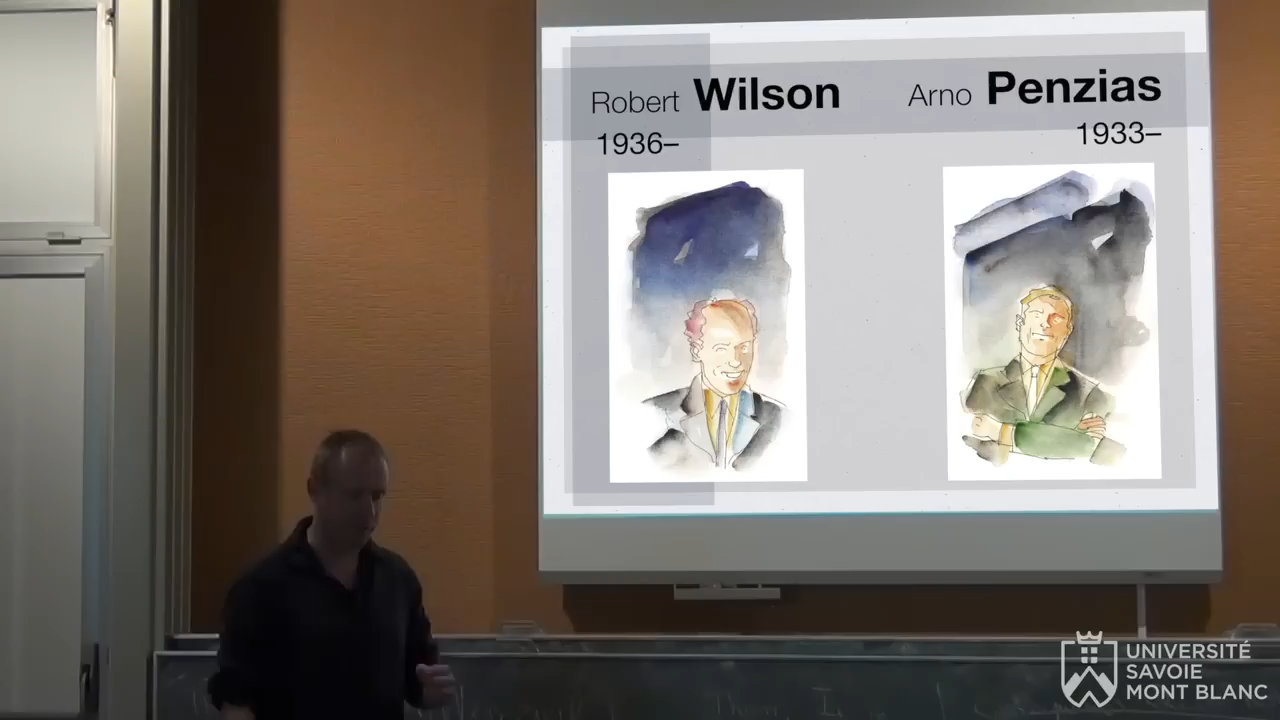 Robert Wilson
1936–
Arno Penzias
1933–
UNIVERSITÉ
SAVOIE
MONT BLANC